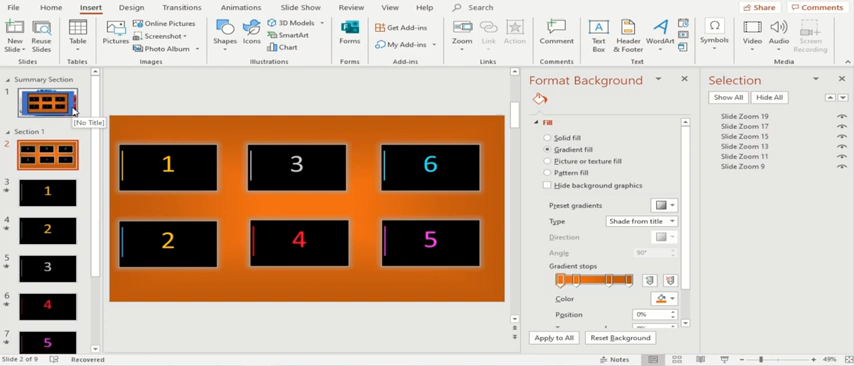 File Home Insert Design Transitions Animations Slide Show Review View Help Share Comments
New Slide Reuse Slides Table Pictures Online Pictures Screenshot Photo Album Shapes Icons 3D Models SmartArt Chart Forms Get Add-ins My Add-ins Zoom Link Action Comment Text Box Header & Footer WordArt Symbols Video Audio Screen Recording
Slides Tables Images Illustrations Forms Add-ins Links Comments Text Media
Summary Section
1
[No Title]
Section 1
2
3 1
4 2
5 3
6 4
7 5
1 3 6
2 4 5
Format Background
Fill
Solid fill
Gradient fill
Picture or texture fill
Pattern fill
Hide background graphics
Preset gradients
Type Shade from title
Direction
Angle 90°
Gradient stops
Color
Position 0%
Apply to All Reset Background
Selection
Show All Hide All
Slide Zoom 19
Slide Zoom 17
Slide Zoom 15
Slide Zoom 13
Slide Zoom 11
Slide Zoom 9
Slide 2 of 9 Recovered Notes 49%